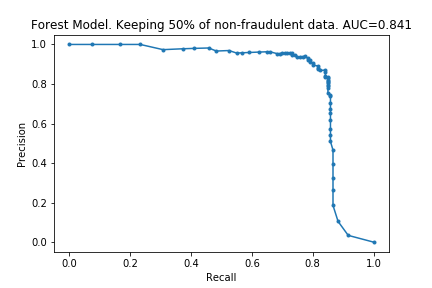 Forest Model. Keeping 50% of non-fraudulent data. AUC=0.841
1.0
0.8
0.6
0.4
0.2
0.0
Precision
0.0 0.2 0.4 0.6 0.8 1.0
Recall